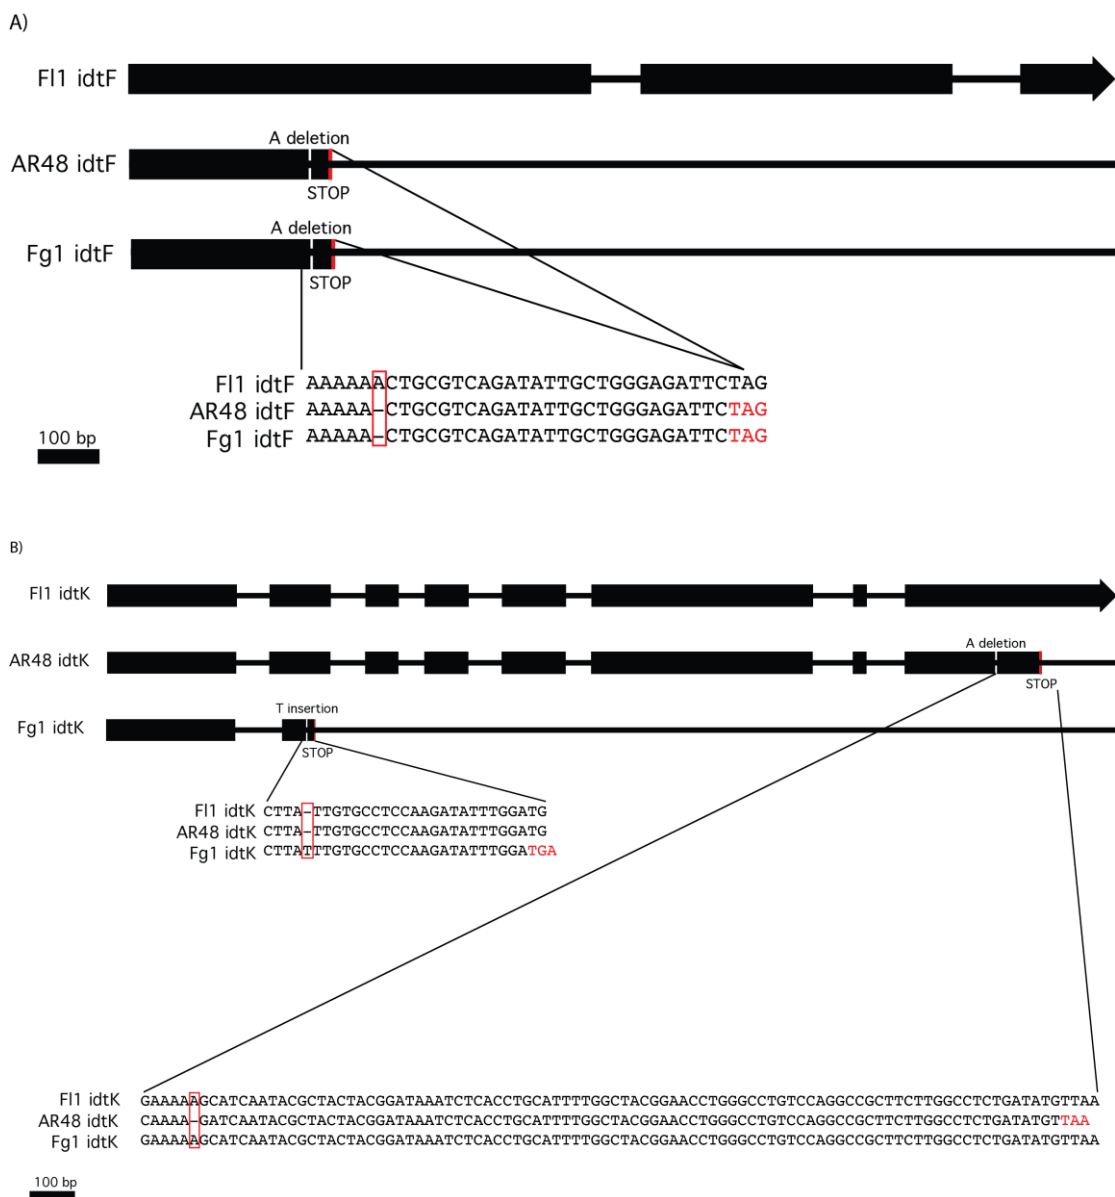 A)
Fl1 idtF
A deletion
AR48 idtF
STOP
A deletion
Fg1 idtF
STOP
Fl1 idtF AAAAAACTGCGTCAGATATTGCTGGGAGATTCTAG
AR48 idtF AAAAA-CTGCGTCAGATATTGCTGGGAGATTCTAG
Fg1 idtF AAAAA-CTGCGTCAGATATTGCTGGGAGATTCTAG
100 bp
B)
Fl1 idtK
A deletion
AR48 idtK
STOP
T insertion
Fg1 idtK
STOP
Fl1 idtK CTTA-TTGTGCCTCCAAGATATTTGGATG
AR48 idtK CTTA-TTGTGCCTCCAAGATATTTGGATG
Fg1 idtK CTTATTTGTGCCTCCAAGATATTTGGATGA
Fl1 idtK GAAAAAGCATCAATACGCTACTACGGATAAATCTCACCTGCATTTTGGCTACGGAACCTGGGCCTGTCCAGGCCGCTTCTTGGCCTCTGATATGTTAA
AR48 idtK CAAAA-GATCAATACGCTACTACGGATAAATCTCACCTGCATTTTGGCTACGGAACCTGGGCCTGTCCAGGCCGCTTCTTGGCCTCTGATATGTTAA
Fg1 idtK GAAAAAGCATCAATACGCTACTACGGATAAATCTCACCTGCATTTTGGCTACGGAACCTGGGCCTGTCCAGGCCGCTTCTTGGCCTCTGATATGTTAA
100 bp